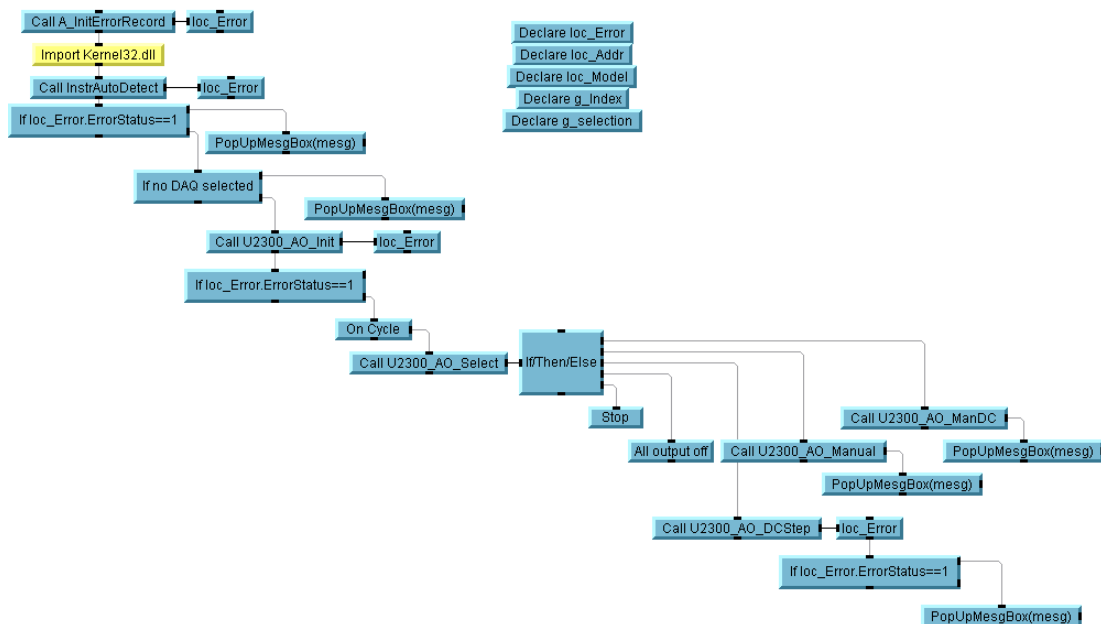 Call A_InitErrorRecord
loc_Error
Import Kernel32.dll
Call InstrAutoDetect
loc_Error
If loc_Error.ErrorStatus==1
PopUpMesgBox(mesg)
If no DAQ selected
PopUpMesgBox(mesg)
Call U2300_AO_Init
loc_Error
If loc_Error.ErrorStatus==1
On Cycle
Call U2300_AO_Select
If/Then/Else
Stop
All output off
Call U2300_AO_Manual
PopUpMesgBox(mesg)
Call U2300_AO_ManDC
PopUpMesgBox(mesg)
Call U2300_AO_DCStep
loc_Error
If loc_Error.ErrorStatus==1
PopUpMesgBox(mesg)
Declare loc_Error
Declare loc_Addr
Declare loc_Model
Declare g_Index
Declare g_selection